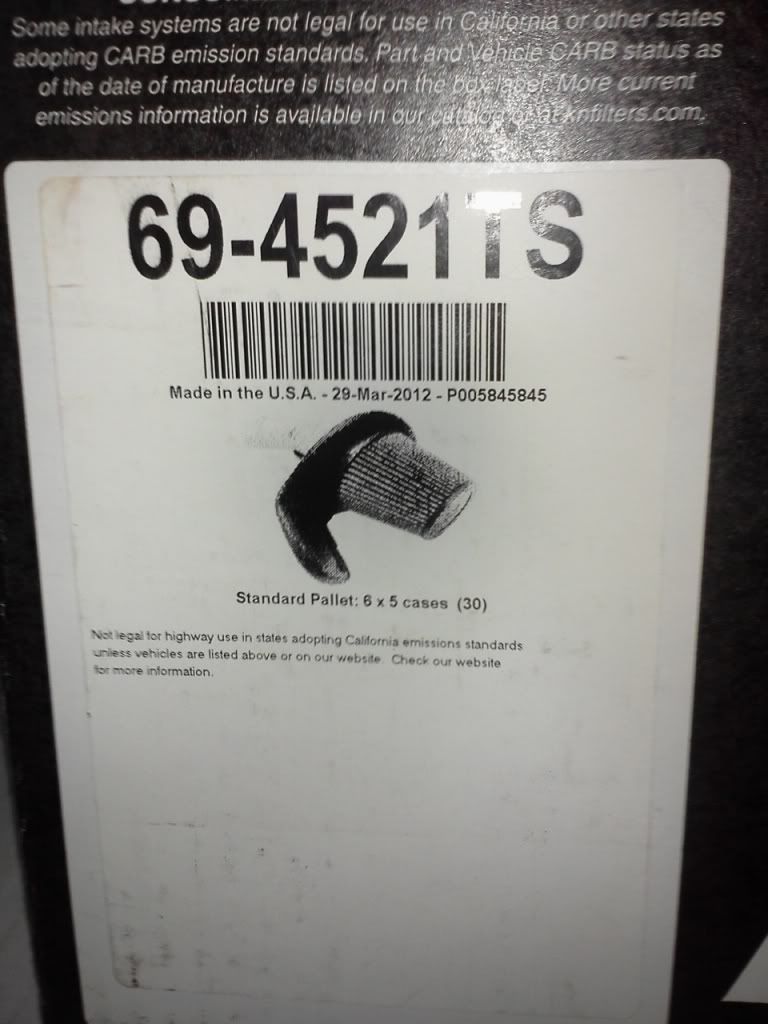 Some intake systems are not legal for use in California or other states
adopting CARB emission standards. Part and Vehicle CARB status as
of the date of manufacture is listed on the box label. More current
emissions information is available in our catalog or at knfilters.com.
69-4521TS
Made in the U.S.A. - 29-Mar-2012 - P005845845
Standard Pallet: 6 x 5 cases (30)
Not legal for highway use in states adopting California emissions standards
unless vehicles are listed above or on our website. Check our website
for more information.